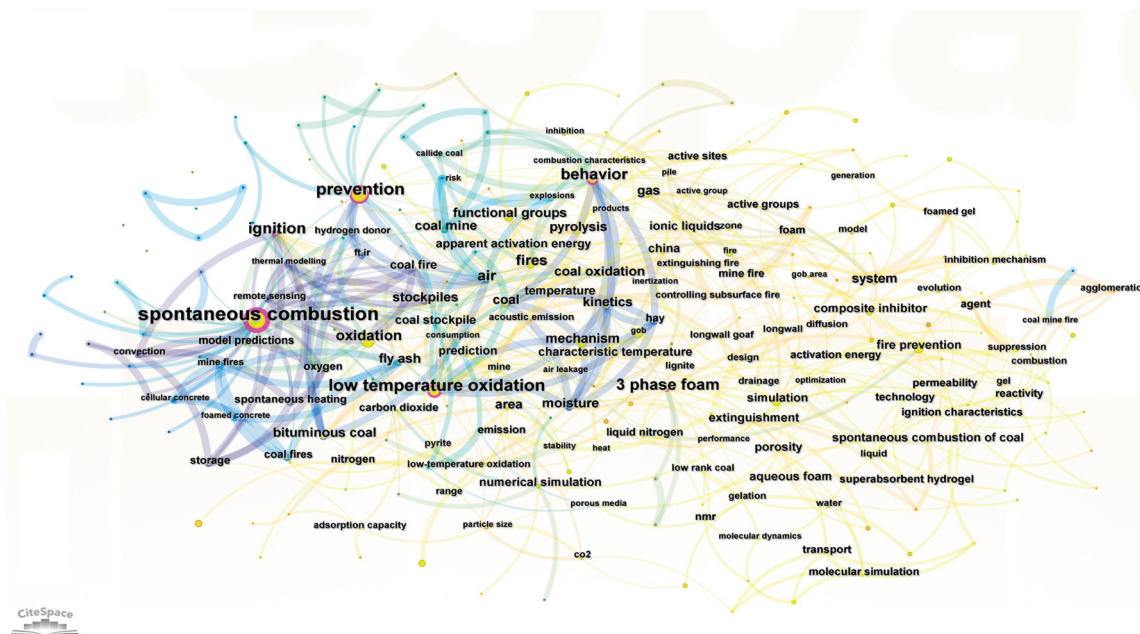 inhibition
callide coal
combustion characteristics
active sites
risk
behavior
pile
generation
prevention
explosions
gas
active group
active groups
functional groups
products
foamed gel
ignition
hydrogen donor
coal mine
pyrolysis
ionic liquids
zone
foam
model
apparent activation energy
china
fire
ft ir
thermal modelling
coal fire
fires
extinguishing fire
inhibition mechanism
air
coal oxidation
mine fire
gob area
system
inertization
evolution
agglomeration
remote sensing
stockpiles
coal
temperature
kinetics
controlling subsurface fire
agent
spontaneous combustion
coal stockpile
acoustic emission
hay
composite inhibitor
coal mine fire
model predictions
oxidation
consumption
mechanism
gob
longwall goaf
longwall
diffusion
fire prevention
convection
mine fires
fly ash
prediction
characteristic temperature
design
activation energy
suppression
oxygen
mine
air leakage
lignite
combustion
low temperature oxidation
3 phase foam
drainage
optimization
permeability
gel
cellular concrete
spontaneous heating
carbon dioxide
area
moisture
simulation
technology
reactivity
foamed concrete
extinguishment
ignition characteristics
bituminous coal
emission
liquid nitrogen
performance
spontaneous combustion of coal
pyrite
stability
heat
porosity
liquid
storage
coal fires
nitrogen
low-temperature oxidation
low rank coal
aqueous foam
superabsorbent hydrogel
range
numerical simulation
porous media
gelation
water
adsorption capacity
particle size
nmr
molecular dynamics
co2
transport
molecular simulation
CiteSpace